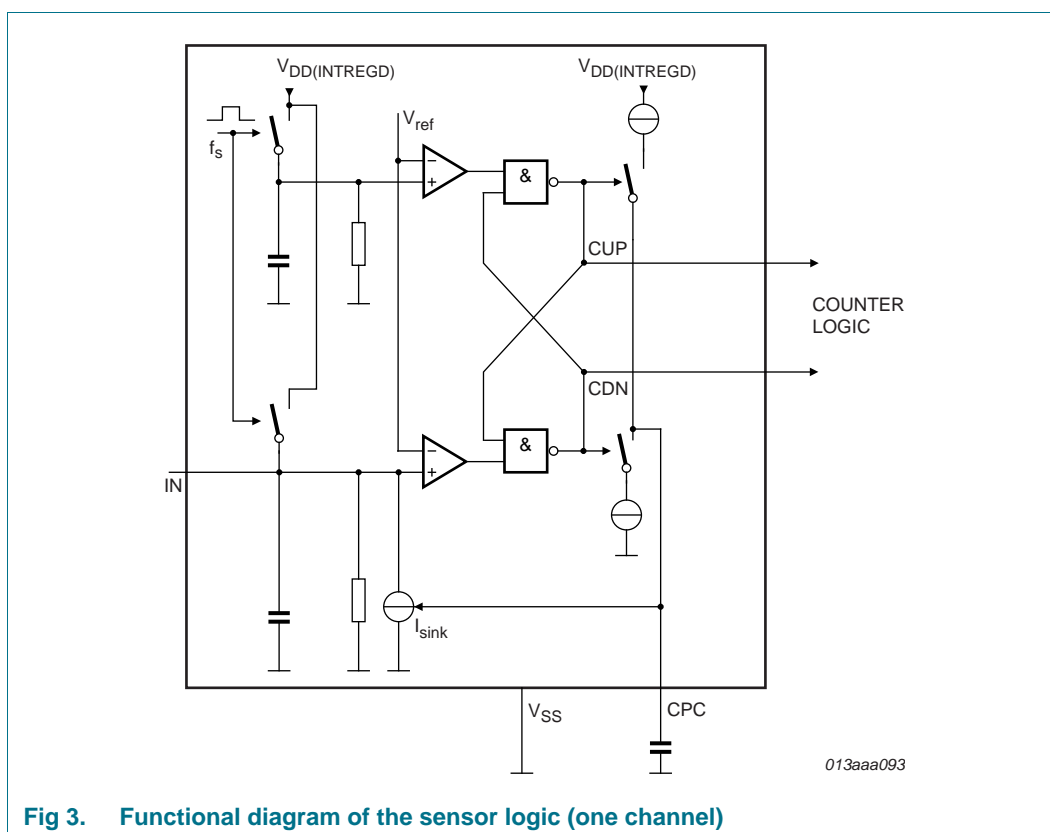 VDD(INTREGD)
VDD(INTREGD)
fs
Vref
−
+
&
CUP
COUNTER
LOGIC
CDN
−
+
&
IN
Isink
VSS
CPC
013aaa093
Fig 3. Functional diagram of the sensor logic (one channel)